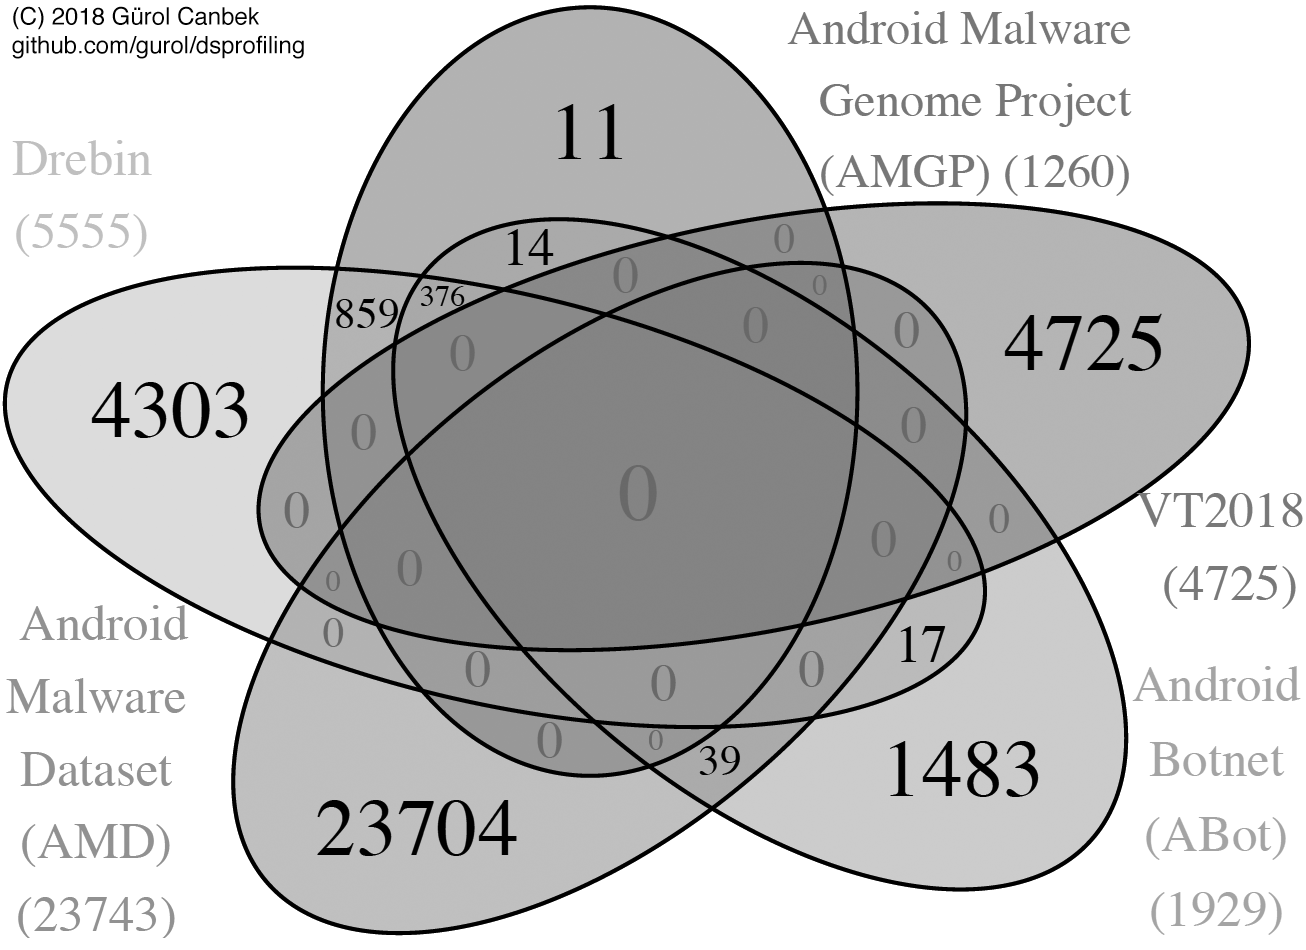 (C) 2018 Gürol Canbek
github.com/gurol/dsprofiling
Android Malware
Genome Project
(AMGP) (1260)
Drebin
(5555)
11
14
0
0
0
859
376
0
0
0
4725
4303
0
0
0
0
0
0
0
VT2018
(4725)
0
0
0
0
Android
Malware
Dataset
(AMD)
(23743)
0
0
0
0
17
0
0
39
23704
1483
Android
Botnet
(ABot)
(1929)